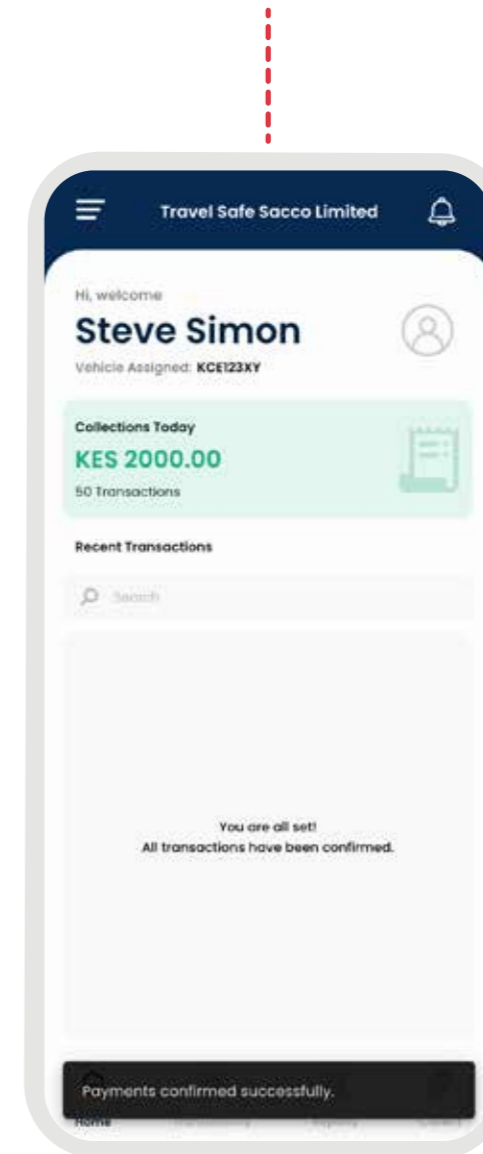 Travel Safe Sacco Limited
Hi, welcome
Steve Simon
Vehicle Assigned: KCE123XY
Collections Today
KES 2000.00
50 Transactions
Recent Transactions
Search
You are all set!
All transactions have been confirmed.
Payments confirmed successfully.
Home